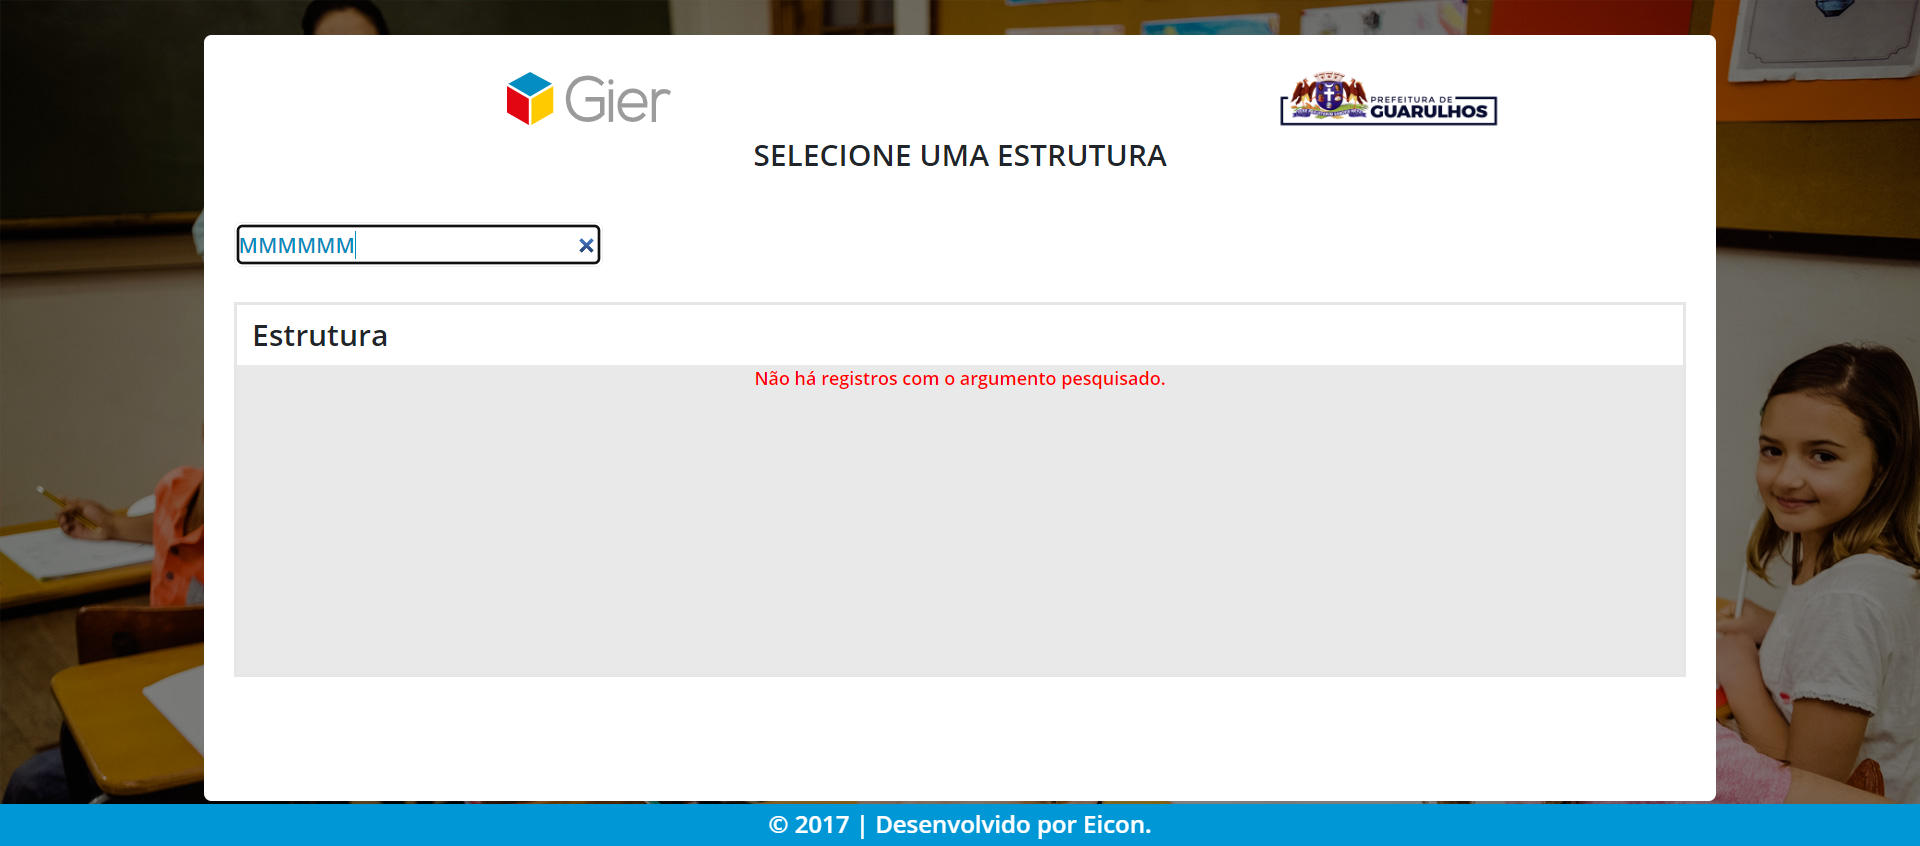 Gier
PREFEITURA DE
GUARULHOS
SELECIONE UMA ESTRUTURA
MMMMMM
Estrutura
Não há registros com o argumento pesquisado.
© 2017 | Desenvolvido por Eicon.